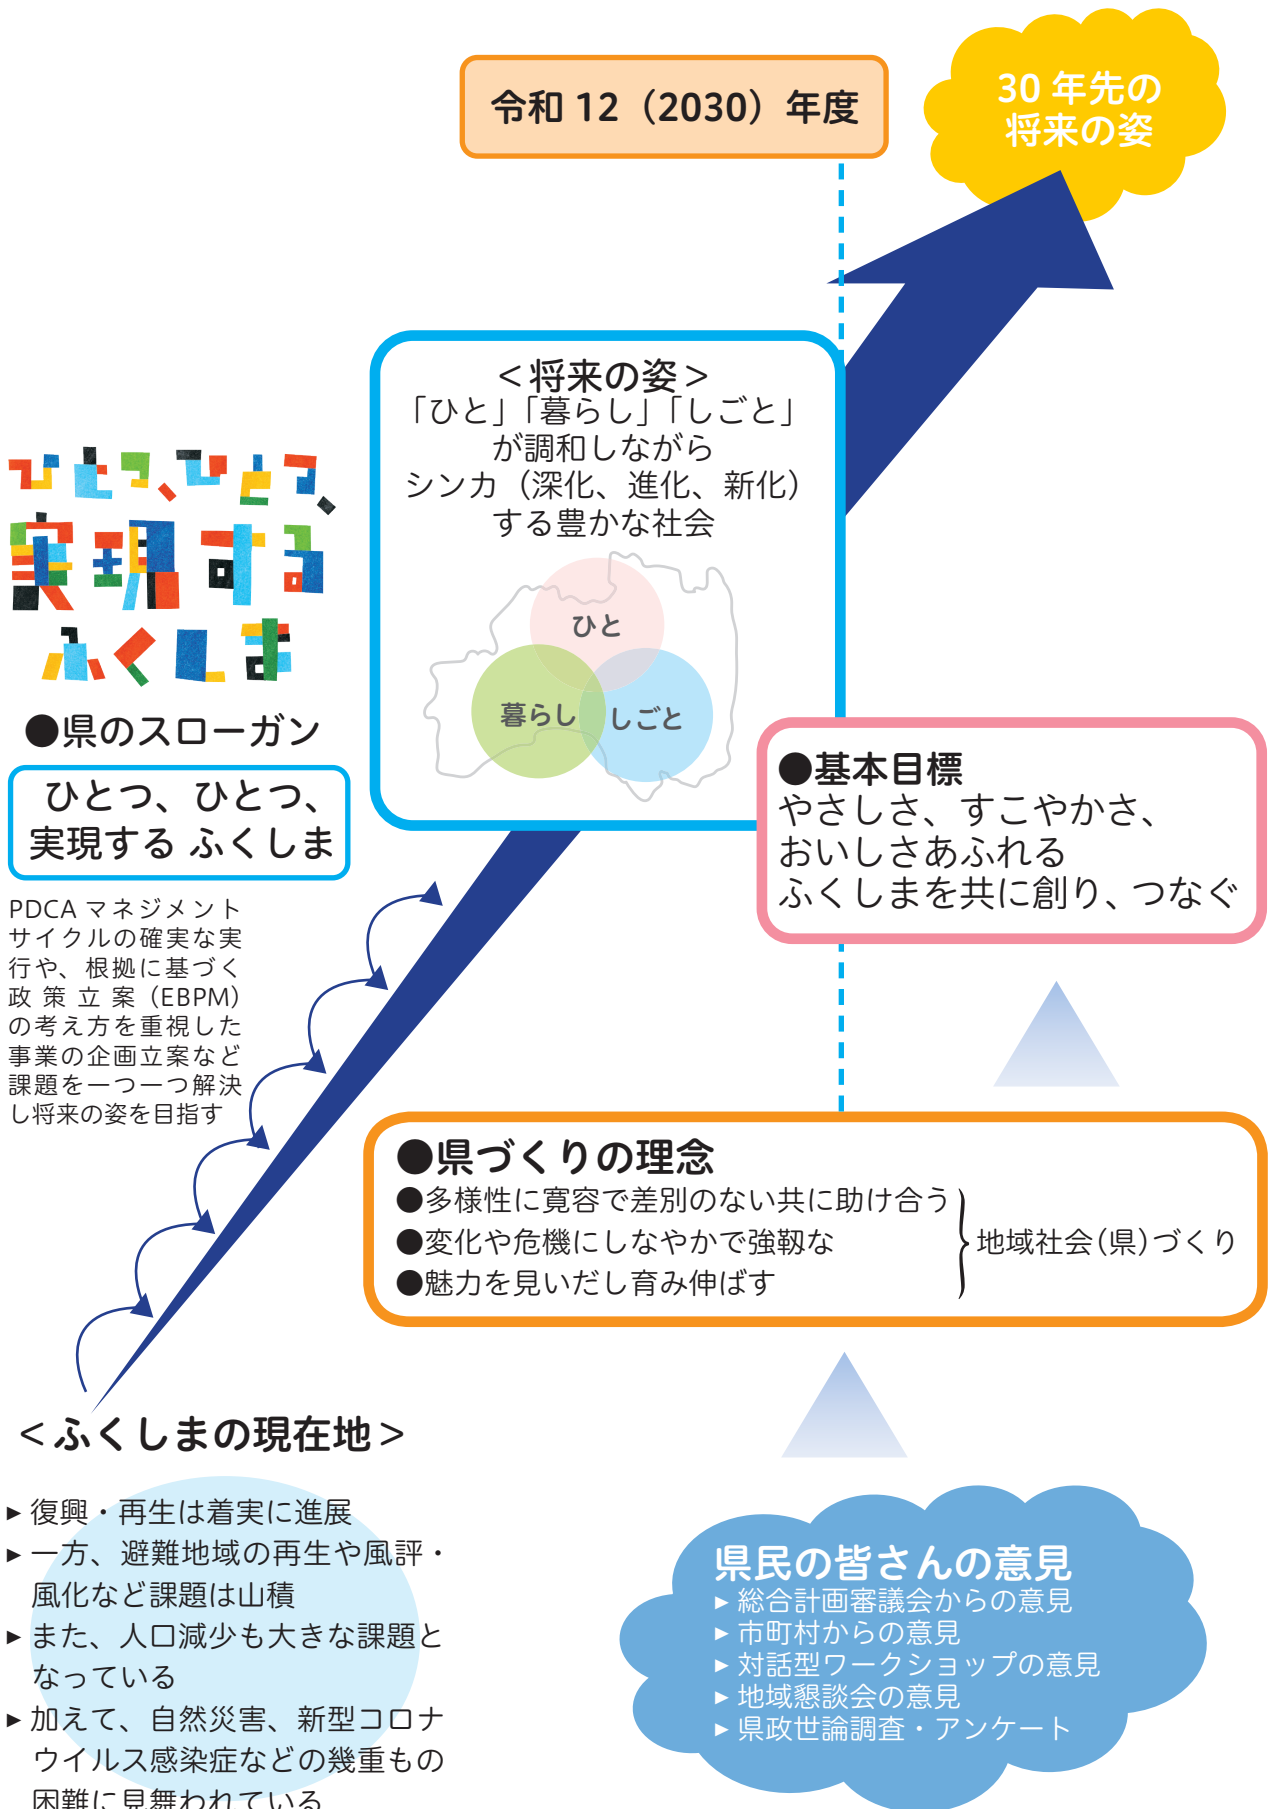 令和 12（2030）年度
30 年先の
将来の姿
＜将来の姿＞
「ひと」「暮らし」「しごと」
が調和しながら
シンカ（深化、進化、新化）
する豊かな社会
ひと
暮らし
しごと
ひとつ、ひとつ、
実現する
ふくしま
●県のスローガン
ひとつ、ひとつ、
実現する ふくしま
PDCA マネジメント
サイクルの確実な実
行や、根拠に基づく
政策立案（EBPM）
の考え方を重視した
事業の企画立案など
課題を一つ一つ解決
し将来の姿を目指す
●基本目標
やさしさ、すこやかさ、
おいしさあふれる
ふくしまを共に創り、つなぐ
●県づくりの理念
●多様性に寛容で差別のない共に助け合う
●変化や危機にしなやかで強靱な
●魅力を見いだし育み伸ばす
地域社会（県）づくり
＜ふくしまの現在地＞
▶ 復興・再生は着実に進展
▶ 一方、避難地域の再生や風評・
風化など課題は山積
▶ また、人口減少も大きな課題と
なっている
▶ 加えて、自然災害、新型コロナ
ウイルス感染症などの幾重もの
困難に見舞われている
県民の皆さんの意見
▶ 総合計画審議会からの意見
▶ 市町村からの意見
▶ 対話型ワークショップの意見
▶ 地域懇談会の意見
▶ 県政世論調査・アンケート